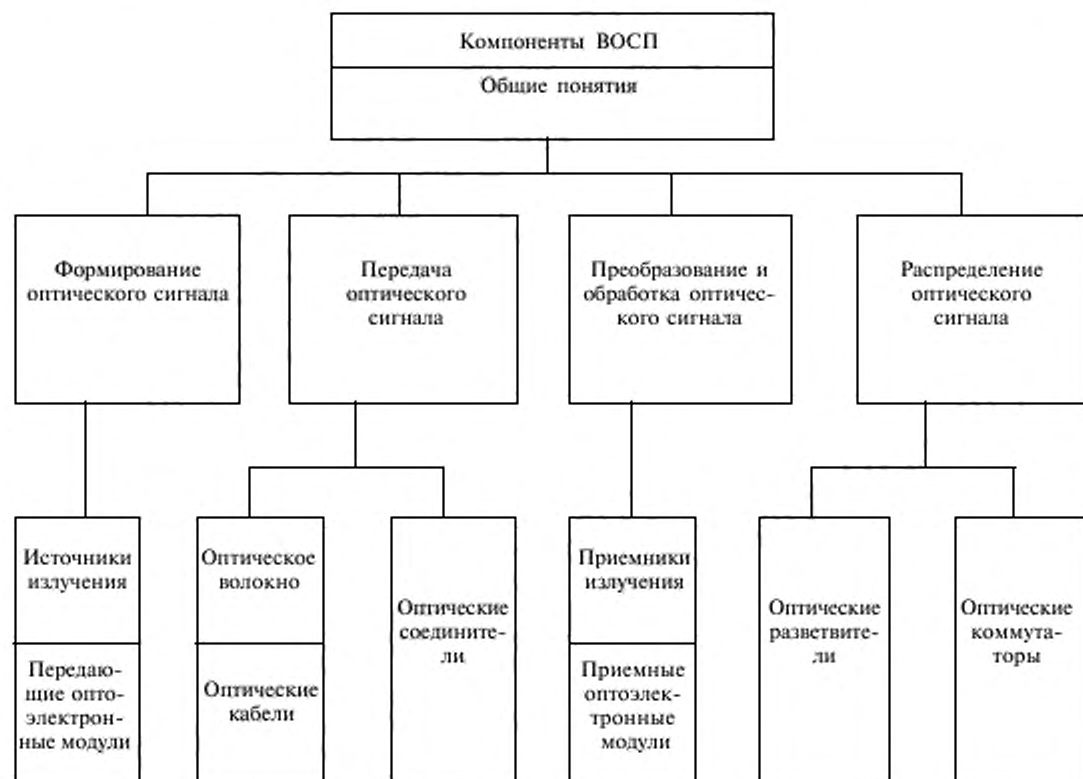 Компоненты ВОСП
Общие понятия
Формирование
оптического сигнала
Передача
оптического
сигнала
Преобразование и
обработка оптичес-
кого сигнала
Распределение
оптического
сигнала
Источники
излучения
Передаю-
щие опто-
электрон-
ные модули
Оптическое
волокно
Оптические
кабели
Оптические
соедините-
ли
Приемники
излучения
Приемные
оптоэлек-
тронные
модули
Оптические
разветвите-
ли
Оптические
коммута-
торы